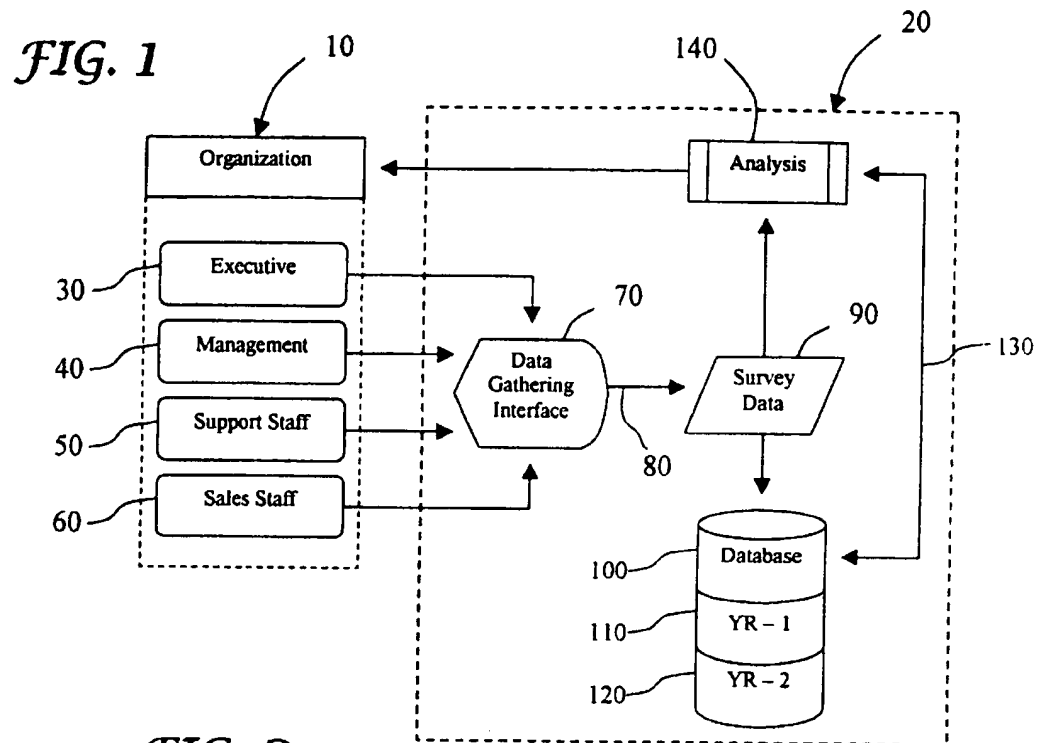 FIG. 1
10
20
140
Organization
Analysis
30
Executive
70
90
40
Management
Data
Gathering
Interface
Survey
Data
130
50
Support Staff
80
60
Sales Staff
100
Database
110
YR – 1
120
YR – 2